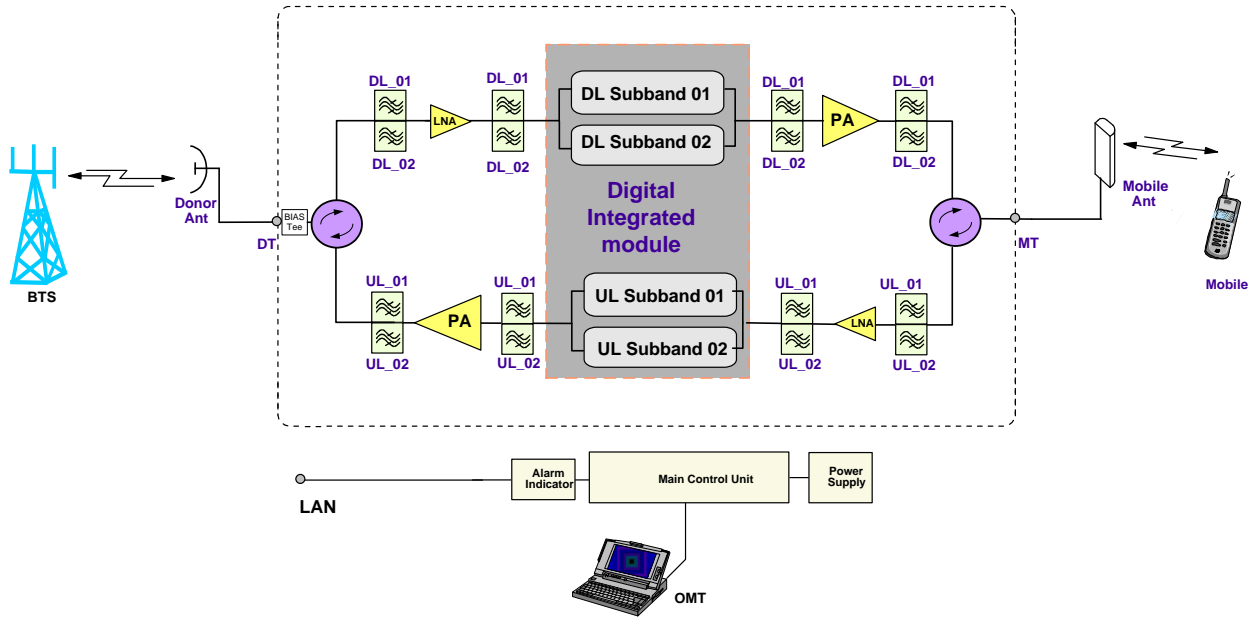 DL_01
DL_01
DL_01
DL_01
LNA
DL Subband 01
PA
DL Subband 02
DL_02
DL_02
DL_02
DL_02
Digital
Integrated
module
Donor
Ant
BIAS
Tee
DT
MT
Mobile
Ant
BTS
Mobile
UL_01
UL_01
UL_01
UL_01
PA
UL Subband 01
LNA
UL Subband 02
UL_02
UL_02
UL_02
UL_02
LAN
Alarm
Indicator
Main Control Unit
Power
Supply
OMT